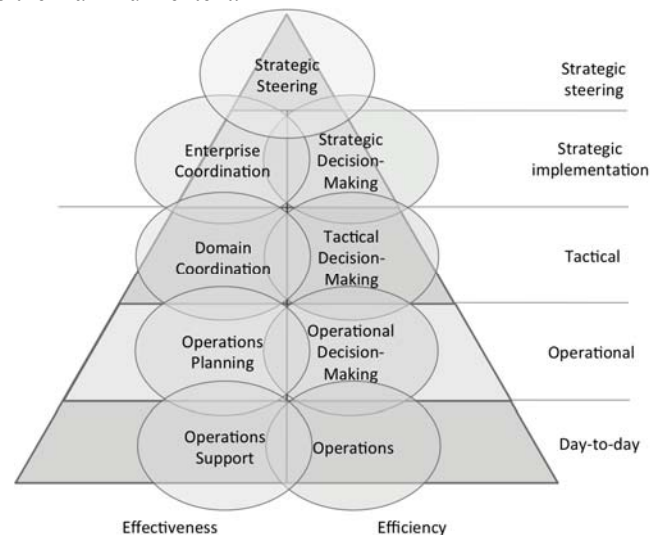 Strategic
Steering
Strategic
steering
Enterprise
Coordination
Strategic
Decision-
Making
Strategic
implementation
Domain
Coordination
Tactical
Decision-
Making
Tactical
Operations
Planning
Operational
Decision-
Making
Operational
Operations
Support
Operations
Day-to-day
Effectiveness
Efficiency